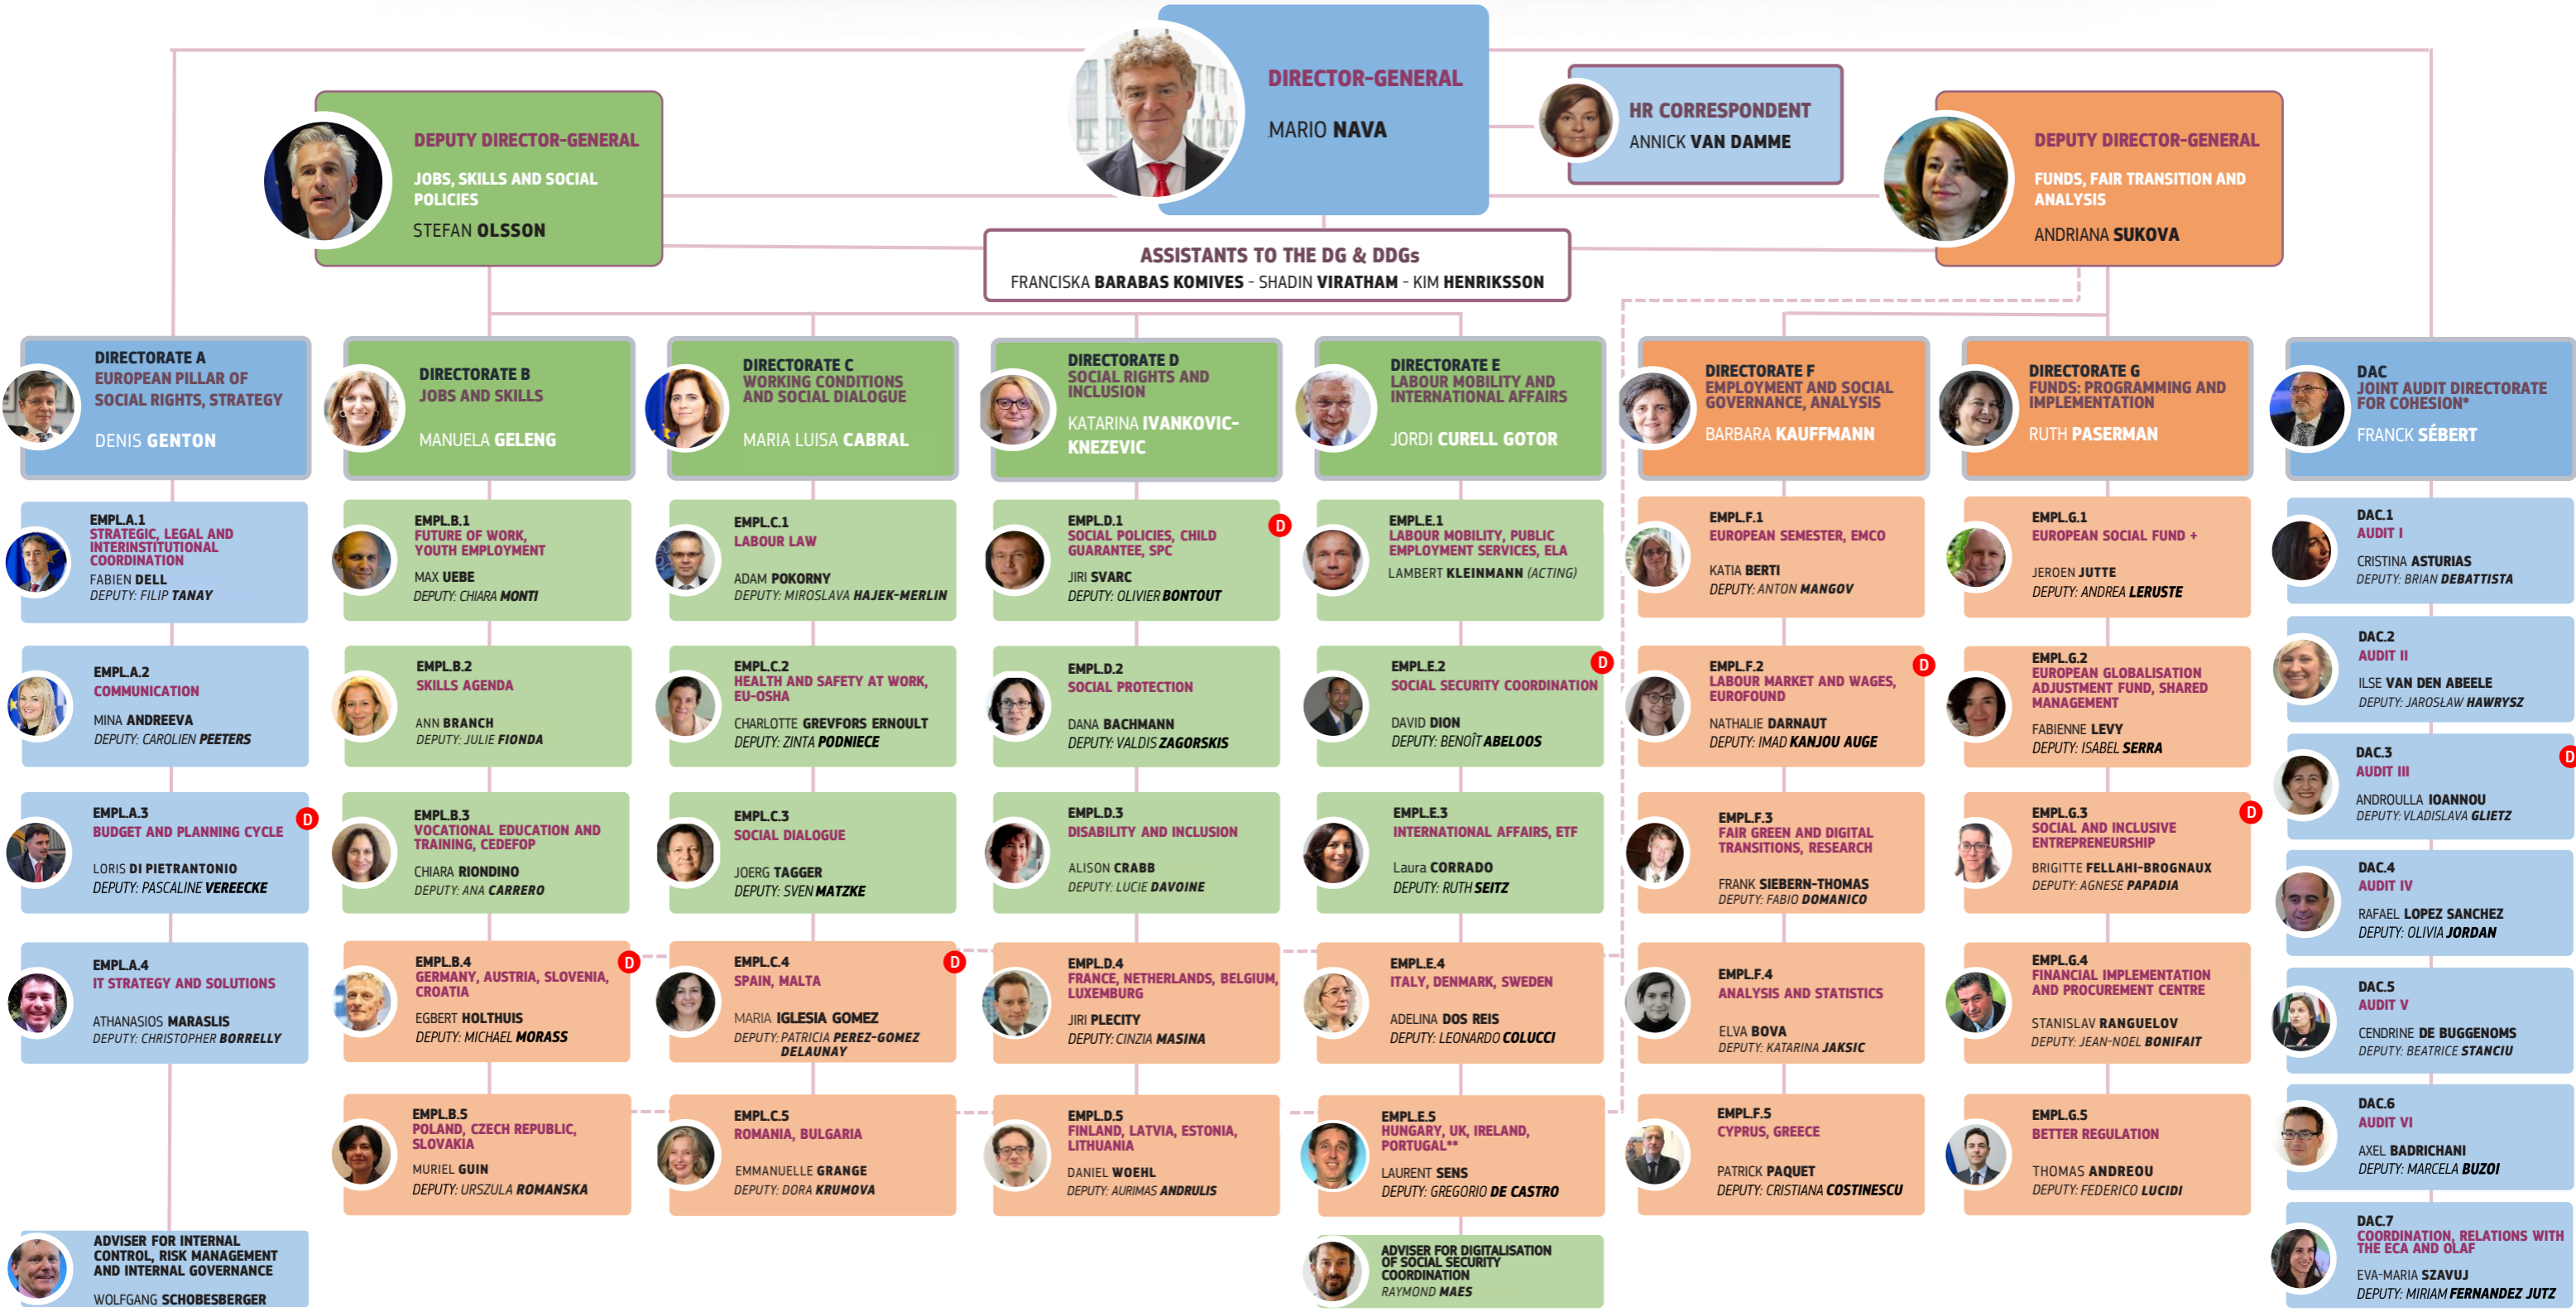 DIRECTOR-GENERAL
MARIO NAVA
HR CORRESPONDENT
ANNICK VAN DAMME
DEPUTY DIRECTOR-GENERAL
JOBS, SKILLS AND SOCIAL
POLICIES
STEFAN OLSSON
DEPUTY DIRECTOR-GENERAL
FUNDS, FAIR TRANSITION AND
ANALYSIS
ANDRIANA SUKOVA
ASSISTANTS TO THE DG & DDGs
FRANCISKA BARABAS KOMIVES - SHADIN VIRATHAM - KIM HENRIKSSON
DIRECTORATE A
EUROPEAN PILLAR OF
SOCIAL RIGHTS, STRATEGY
DENIS GENTON
EMPL.A.1
STRATEGIC, LEGAL AND
INTERINSTITUTIONAL
COORDINATION
FABIEN DELL
DEPUTY: FILIP TANAY
EMPL.A.2
COMMUNICATION
MINA ANDREEVA
DEPUTY: CAROLIEN PEETERS
EMPL.A.3
BUDGET AND PLANNING CYCLE
D
LORIS DI PIETRANTONIO
DEPUTY: PASCALINE VEREECKE
EMPL.A.4
IT STRATEGY AND SOLUTIONS
ATHANASIOS MARASLIS
DEPUTY: CHRISTOPHER BORRELLY
ADVISER FOR INTERNAL
CONTROL, RISK MANAGEMENT
AND INTERNAL GOVERNANCE
WOLFGANG SCHOBESBERGER
DIRECTORATE B
JOBS AND SKILLS
MANUELA GELENG
EMPL.B.1
FUTURE OF WORK,
YOUTH EMPLOYMENT
MAX UEBE
DEPUTY: CHIARA MONTI
EMPL.B.2
SKILLS AGENDA
ANN BRANCH
DEPUTY: JULIE FIONDA
EMPL.B.3
VOCATIONAL EDUCATION AND
TRAINING, CEDEFOP
CHIARA RIONDINO
DEPUTY: ANA CARRERO
EMPL.B.4
D
GERMANY, AUSTRIA, SLOVENIA,
CROATIA
EGBERT HOLTHUIS
DEPUTY: MICHAEL MORASS
EMPL.B.5
POLAND, CZECH REPUBLIC,
SLOVAKIA
MURIEL GUIN
DEPUTY: URSZULA ROMANSKA
DIRECTORATE C
WORKING CONDITIONS
AND SOCIAL DIALOGUE
MARIA LUISA CABRAL
EMPL.C.1
LABOUR LAW
ADAM POKORNY
DEPUTY: MIROSLAVA HAJEK-MERLIN
EMPL.C.2
HEALTH AND SAFETY AT WORK,
EU-OSHA
CHARLOTTE GREVFORS ERNOULT
DEPUTY: ZINTA PODNIECE
EMPL.C.3
SOCIAL DIALOGUE
JOERG TAGGER
DEPUTY: SVEN MATZKE
EMPL.C.4
D
SPAIN, MALTA
MARIA IGLESIA GOMEZ
DEPUTY: PATRICIA PEREZ-GOMEZ
DELAUNAY
EMPL.C.5
ROMANIA, BULGARIA
EMMANUELLE GRANGE
DEPUTY: DORA KRUMOVA
DIRECTORATE D
SOCIAL RIGHTS AND
INCLUSION
KATARINA IVANKOVIC-
KNEZEVIC
EMPL.D.1
D
SOCIAL POLICIES, CHILD
GUARANTEE, SPC
JIRI SVARC
DEPUTY: OLIVIER BONTOUT
EMPL.D.2
SOCIAL PROTECTION
DANA BACHMANN
DEPUTY: VALDIS ZAGORSKIS
EMPL.D.3
DISABILITY AND INCLUSION
ALISON CRABB
DEPUTY: LUCIE DAVOINE
EMPL.D.4
FRANCE, NETHERLANDS, BELGIUM,
LUXEMBURG
JIRI PLECITY
DEPUTY: CINZIA MASINA
EMPL.D.5
FINLAND, LATVIA, ESTONIA,
LITHUANIA
DANIEL WOEHL
DEPUTY: AURIMAS ANDRULIS
DIRECTORATE E
LABOUR MOBILITY AND
INTERNATIONAL AFFAIRS
JORDI CURELL GOTOR
EMPL.E.1
LABOUR MOBILITY, PUBLIC
EMPLOYMENT SERVICES, ELA
LAMBERT KLEINMANN (ACTING)
EMPL.E.2
D
SOCIAL SECURITY COORDINATION
DAVID DION
DEPUTY: BENOÎT ABELOOS
EMPL.E.3
INTERNATIONAL AFFAIRS, ETF
Laura CORRADO
DEPUTY: RUTH SEITZ
EMPL.E.4
ITALY, DENMARK, SWEDEN
ADELINA DOS REIS
DEPUTY: LEONARDO COLUCCI
EMPL.E.5
HUNGARY, UK, IRELAND,
PORTUGAL**
LAURENT SENS
DEPUTY: GREGORIO DE CASTRO
ADVISER FOR DIGITALISATION
OF SOCIAL SECURITY
COORDINATION
RAYMOND MAES
DIRECTORATE F
EMPLOYMENT AND SOCIAL
GOVERNANCE, ANALYSIS
BARBARA KAUFFMANN
EMPL.F.1
EUROPEAN SEMESTER, EMCO
KATIA BERTI
DEPUTY: ANTON MANGOV
EMPL.F.2
D
LABOUR MARKET AND WAGES,
EUROFOUND
NATHALIE DARNAUT
DEPUTY: IMAD KANJOU AUGE
EMPL.F.3
FAIR GREEN AND DIGITAL
TRANSITIONS, RESEARCH
FRANK SIEBERN-THOMAS
DEPUTY: FABIO DOMANICO
EMPL.F.4
ANALYSIS AND STATISTICS
ELVA BOVA
DEPUTY: KATARINA JAKSIC
EMPL.F.5
CYPRUS, GREECE
PATRICK PAQUET
DEPUTY: CRISTIANA COSTINESCU
DIRECTORATE G
FUNDS: PROGRAMMING AND
IMPLEMENTATION
RUTH PASERMAN
EMPL.G.1
EUROPEAN SOCIAL FUND +
JEROEN JUTTE
DEPUTY: ANDREA LERUSTE
EMPL.G.2
EUROPEAN GLOBALISATION
ADJUSTMENT FUND, SHARED
MANAGEMENT
FABIENNE LEVY
DEPUTY: ISABEL SERRA
EMPL.G.3
D
SOCIAL AND INCLUSIVE
ENTREPRENEURSHIP
BRIGITTE FELLAHI-BROGNAUX
DEPUTY: AGNESE PAPADIA
EMPL.G.4
FINANCIAL IMPLEMENTATION
AND PROCUREMENT CENTRE
STANISLAV RANGUELOV
DEPUTY: JEAN-NOEL BONIFAIT
EMPL.G.5
BETTER REGULATION
THOMAS ANDREOU
DEPUTY: FEDERICO LUCIDI
DAC
JOINT AUDIT DIRECTORATE
FOR COHESION*
FRANCK SÉBERT
DAC.1
AUDIT I
CRISTINA ASTURIAS
DEPUTY: BRIAN DEBATTISTA
DAC.2
AUDIT II
ILSE VAN DEN ABEELE
DEPUTY: JAROSŁAW HAWRYSZ
DAC.3
D
AUDIT III
ANDROULLA IOANNOU
DEPUTY: VLADISLAVA GLIETZ
DAC.4
AUDIT IV
RAFAEL LOPEZ SANCHEZ
DEPUTY: OLIVIA JORDAN
DAC.5
AUDIT V
CENDRINE DE BUGGENOMS
DEPUTY: BEATRICE STANCIU
DAC.6
AUDIT VI
AXEL BADRICHANI
DEPUTY: MARCELA BUZOI
DAC.7
COORDINATION, RELATIONS WITH
THE ECA AND OLAF
EVA-MARIA SZAVUJ
DEPUTY: MIRIAM FERNANDEZ JUTZ